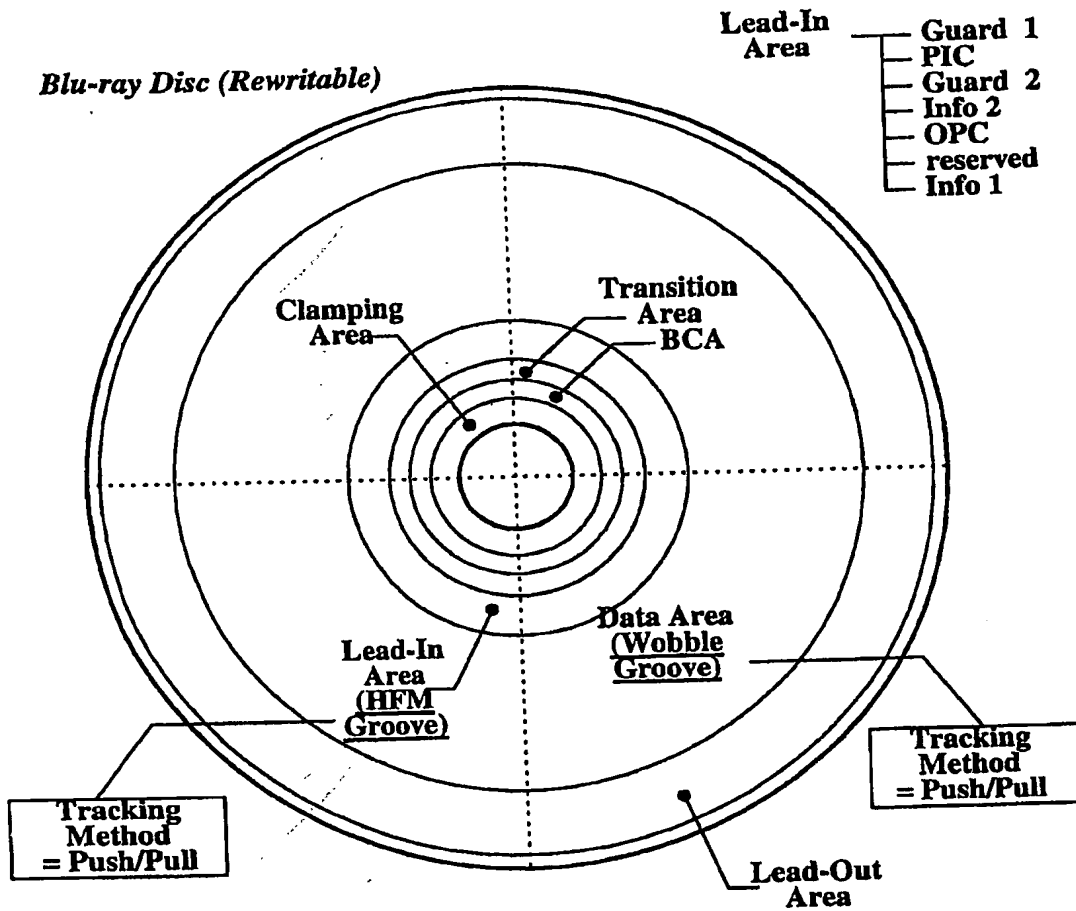 Lead-In
Area
Guard 1
PIC
Guard 2
Info 2
OPC
reserved
Info 1
Blu-ray Disc (Rewritable)
Clamping
Area
Transition
Area
BCA
Lead-In
Area
(HFM
Groove)
Data Area
(Wobble
Groove)
Tracking
Method
= Push/Pull
Tracking
Method
= Push/Pull
Lead-Out
Area